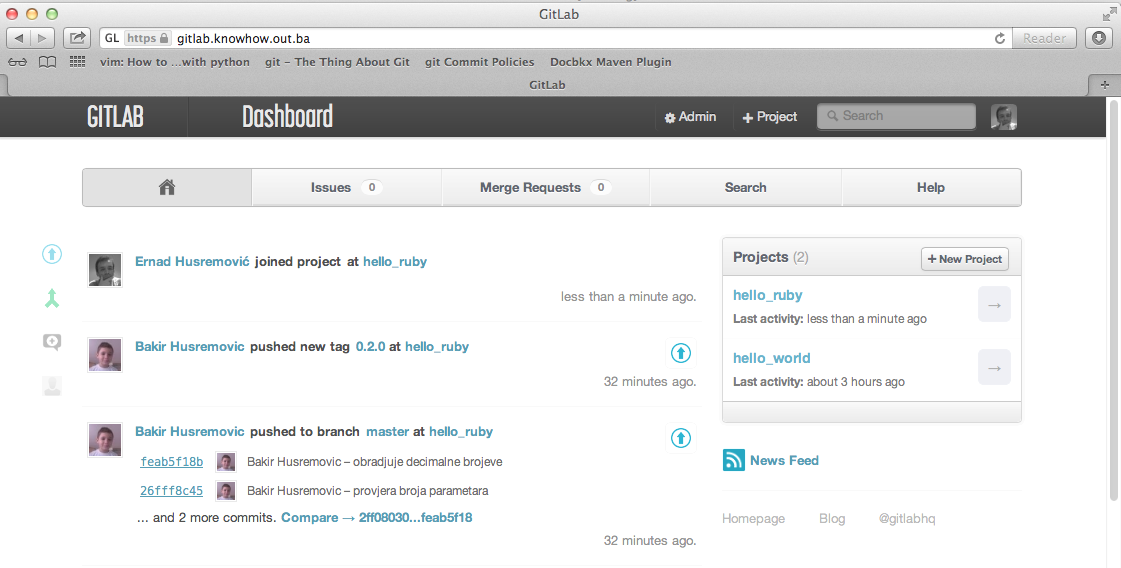 GitLab
GL https gitlab.knowhow.out.ba Reader
vim: How to ...with python git – The Thing About Git git Commit Policies Docbkx Maven Plugin
GitLab
GITLAB Dashboard Admin + Project Search
Issues 0 Merge Requests 0 Search Help
Ernad Husremović joined project at hello_ruby
less than a minute ago.
Bakir Husremovic pushed new tag 0.2.0 at hello_ruby
32 minutes ago.
Bakir Husremovic pushed to branch master at hello_ruby
feab5f18b Bakir Husremovic – obradjuje decimalne brojeve
26fff8c45 Bakir Husremovic – provjera broja parametara
... and 2 more commits. Compare → 2ff08030...feab5f18
32 minutes ago.
Projects (2) + New Project
hello_ruby
Last activity: less than a minute ago
→
hello_world
Last activity: about 3 hours ago
→
News Feed
Homepage Blog @gitlabhq